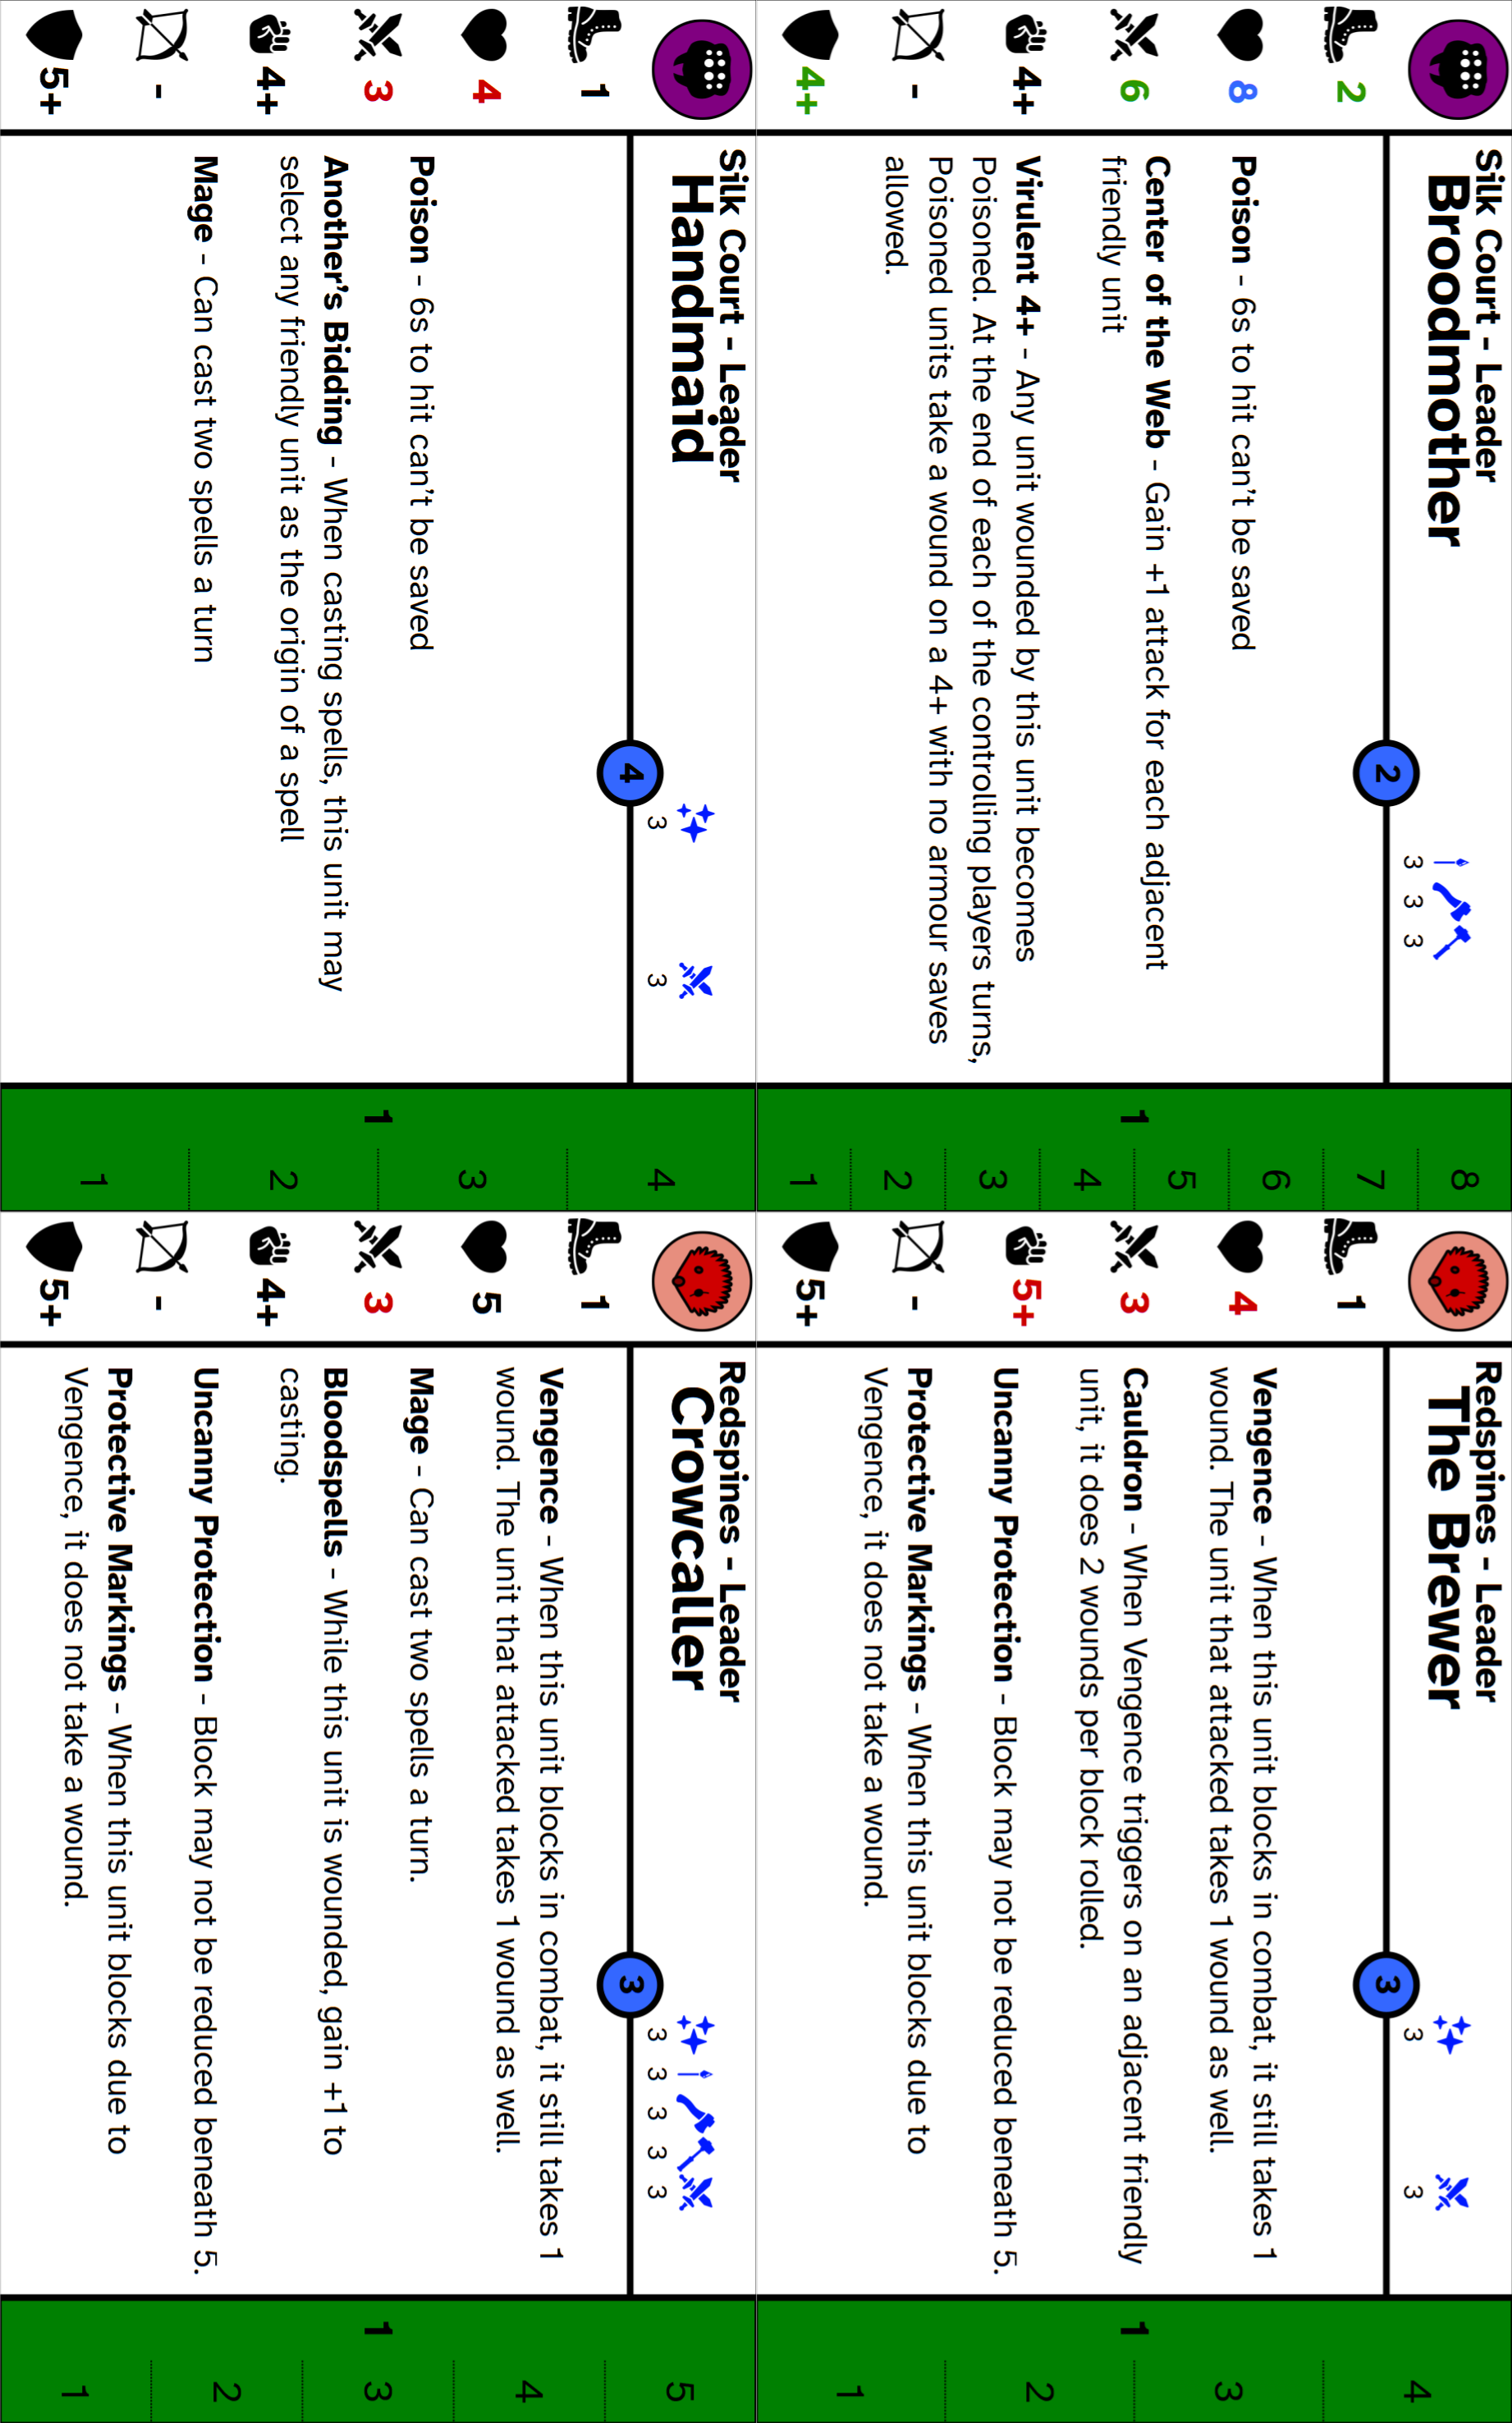 Silk Court - Leader
Broodmother
2
3 3 3
2
8
6
4+
-
4+
Poison - 6s to hit can't be saved
Center of the Web - Gain +1 attack for each adjacent
friendly unit
Virulent 4+ - Any unit wounded by this unit becomes
Poisoned. At the end of each of the controlling players turns,
Poisoned units take a wound on a 4+ with no armour saves
allowed.
1
8
7
6
5
4
3
2
1
Redspines - Leader
The Brewer
3
3 3
1
4
3
5+
-
5+
Vengence - When this unit blocks in combat, it still takes 1
wound. The unit that attacked takes 1 wound as well.
Cauldron - When Vengence triggers on an adjacent friendly
unit, it does 2 wounds per block rolled.
Uncanny Protection - Block may not be reduced beneath 5.
Protective Markings - When this unit blocks due to
Vengence, it does not take a wound.
1
4
3
2
1
Silk Court - Leader
Handmaid
4
3 3
1
4
3
4+
-
5+
Poison - 6s to hit can't be saved
Another's Bidding - When casting spells, this unit may
select any friendly unit as the origin of a spell
Mage - Can cast two spells a turn
1
4
3
2
1
Redspines - Leader
Crowcaller
3
3 3 3 3 3
1
5
3
4+
-
5+
Vengence - When this unit blocks in combat, it still takes 1
wound. The unit that attacked takes 1 wound as well.
Mage - Can cast two spells a turn.
Bloodspells - While this unit is wounded, gain +1 to
casting.
Uncanny Protection - Block may not be reduced beneath 5.
Protective Markings - When this unit blocks due to
Vengence, it does not take a wound.
1
5
4
3
2
1